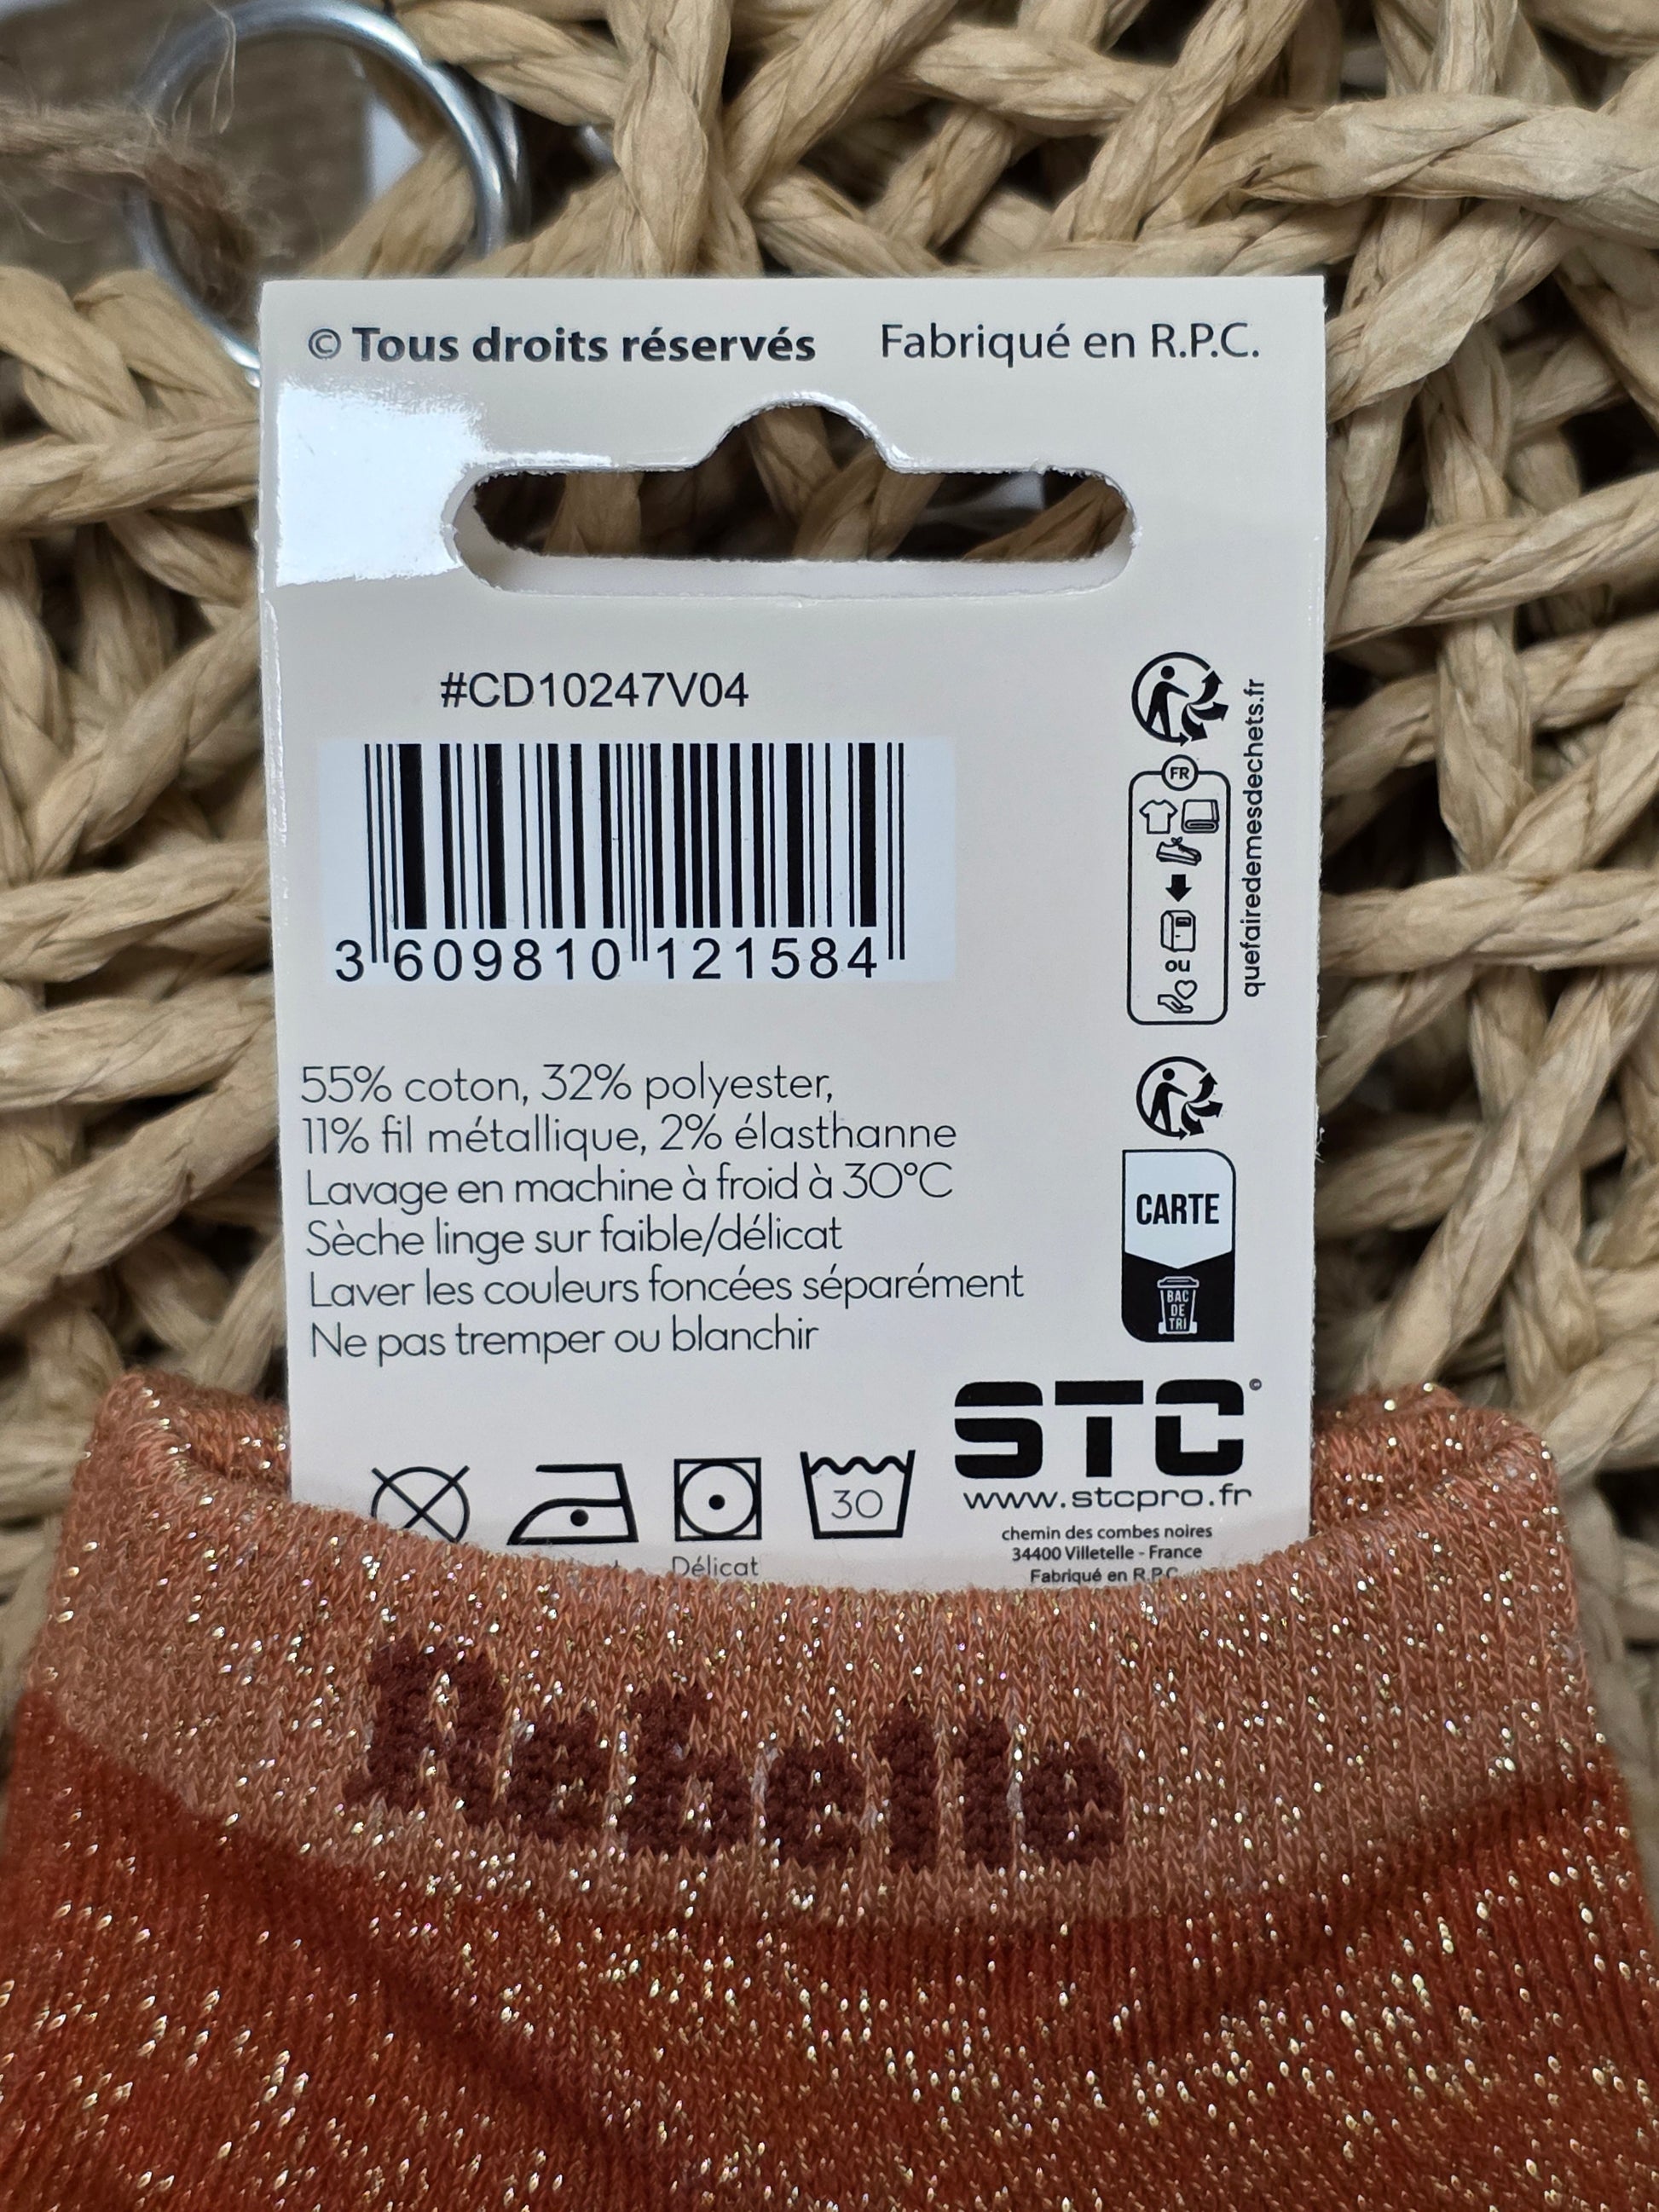 © Tous droits réservés Fabriqué en R.P.C.
#CD10247V04
3 609810 121584
quefairedemesdechets.fr
FR
ou
55% coton, 32% polyester,
11% fil métallique, 2% élasthanne
Lavage en machine à froid à 30°C
Sèche linge sur faible/délicat
Laver les couleurs foncées séparément
Ne pas tremper ou blanchir
CARTE
BAC
DE
TRI
STC©
www.stcpro.fr
30
Délicat
chemin des combes noires
34400 Villetelle - France
Fabriqué en R.P.C.
Rebelle